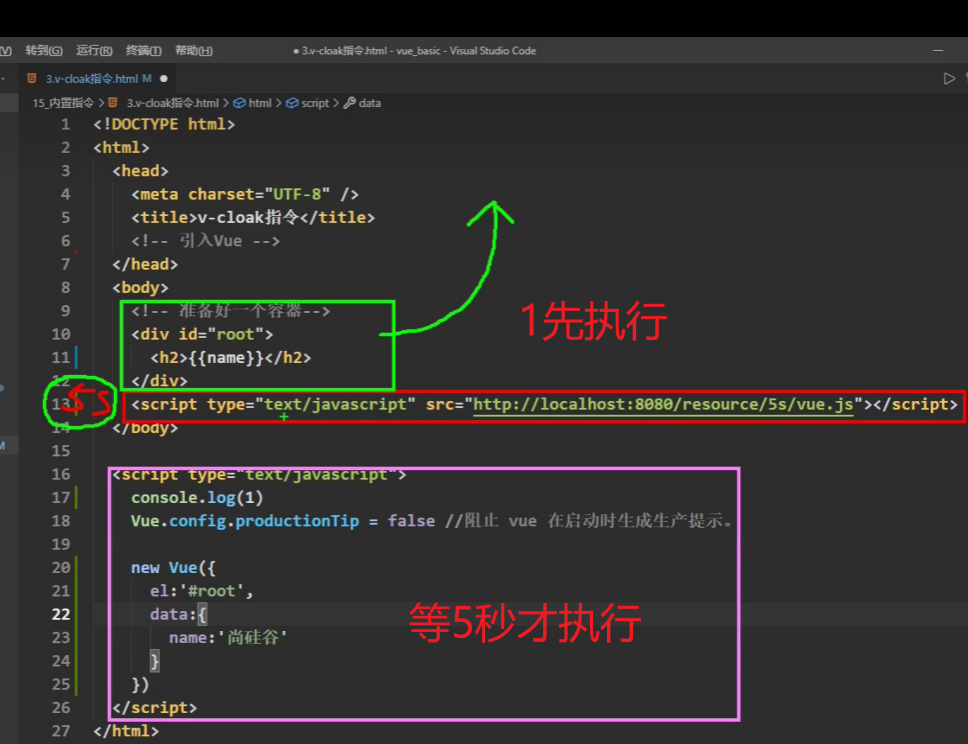 (V) 转到(G) 运行(R) 终端(T) 帮助(H) ● 3.v-cloak指令.html - vue_basic - Visual Studio Code
3.v-cloak指令.html M ●
15_内置指令 > 3.v-cloak指令.html > html > script > data
1 <!DOCTYPE html>
2 <html>
3 <head>
4 <meta charset="UTF-8" />
5 <title>v-cloak指令</title>
6 <!-- 引入Vue -->
7 </head>
8 <body>
9 <!-- 准备好一个容器-->
1先执行
10 <div id="root">
11 <h2>{{name}}</h2>
12 </div>
13 <script type="text/javascript" src="http://localhost:8080/resource/5s/vue.js"></script>
14 </body>
15
16 <script type="text/javascript">
17 console.log(1)
18 Vue.config.productionTip = false //阻止 vue 在启动时生成生产提示。
19
20 new Vue({
21 el:'#root',
22 data:{
等5秒才执行
23 name:'尚硅谷'
24 }
25 })
26 </script>
27 </html>